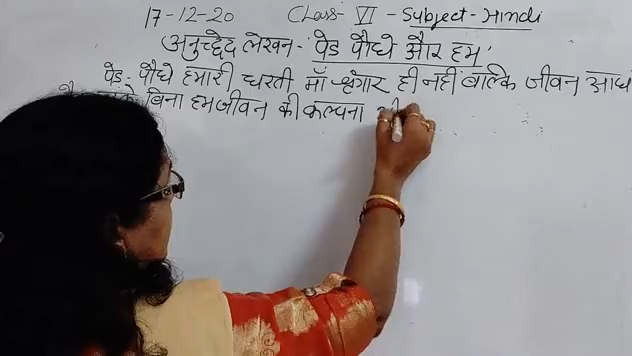 17-12-20 Class- VI - Subject-Hindi
अनुच्छेद लेखन- 'पेड पौधे और हम'
पेड- पौधे हमारी धरती माँ श्रृंगार ही नही बल्कि जीवन आधा
बिना हम जीवन की कल्पना